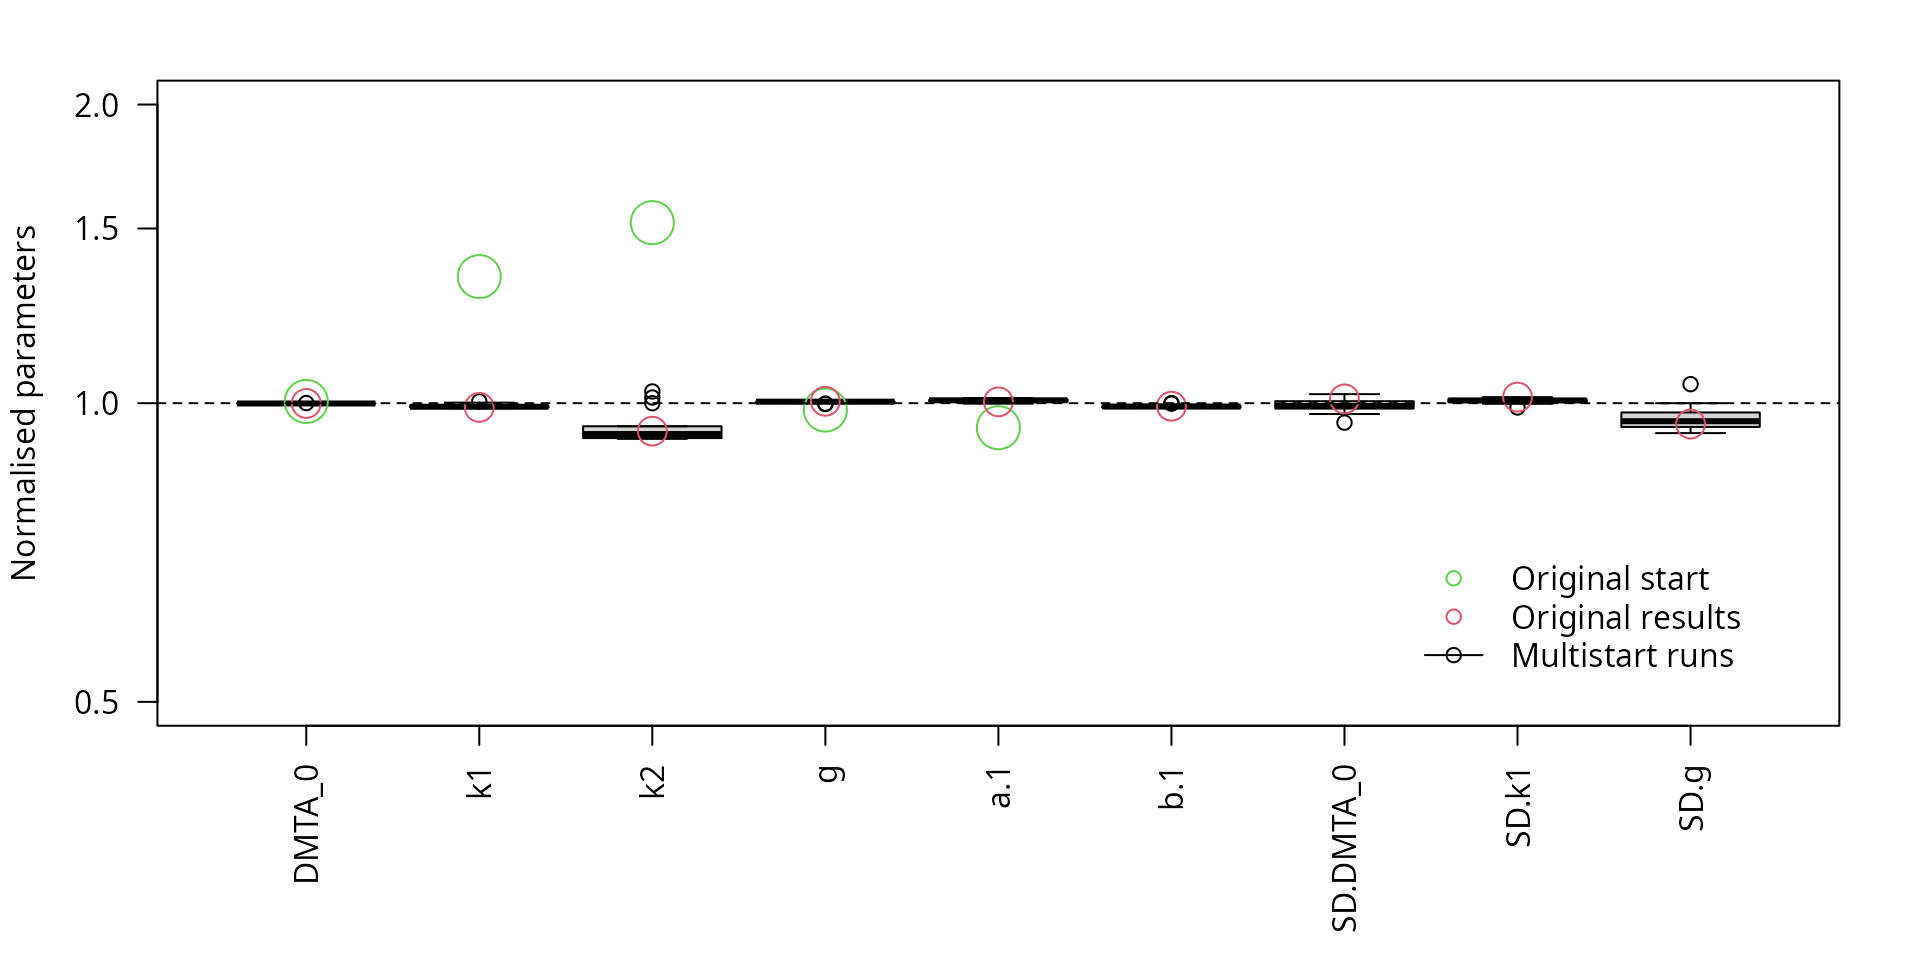 Normalised parameters
2.0
1.5
1.0
0.5
DMTA_0
k1
k2
g
a.1
b.1
SD.DMTA_0
SD.k1
SD.g
Original start
Original results
Multistart runs